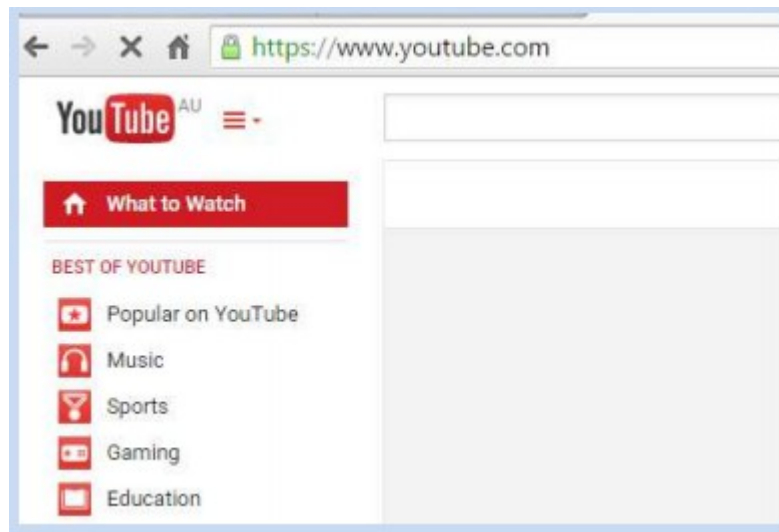 https://www.youtube.com
YouTube AU
What to Watch
BEST OF YOUTUBE
Popular on YouTube
Music
Sports
Gaming
Education